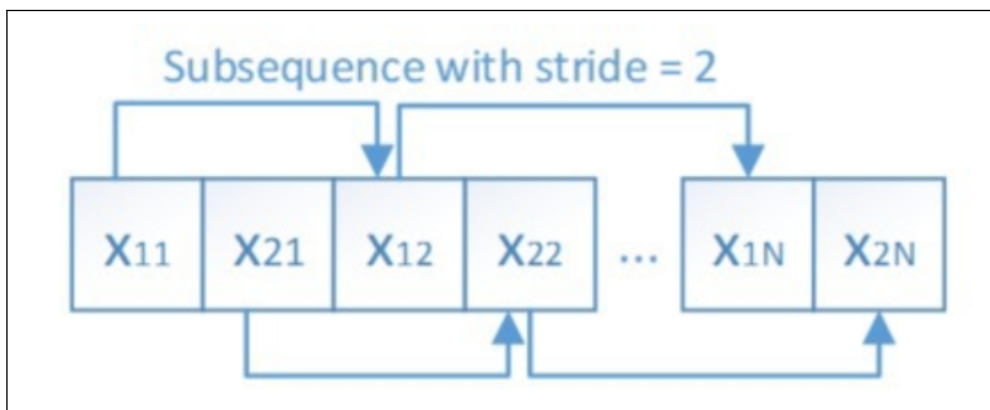 Subsequence with stride = 2
X11 X21 X12 X22 ... X1N X2N